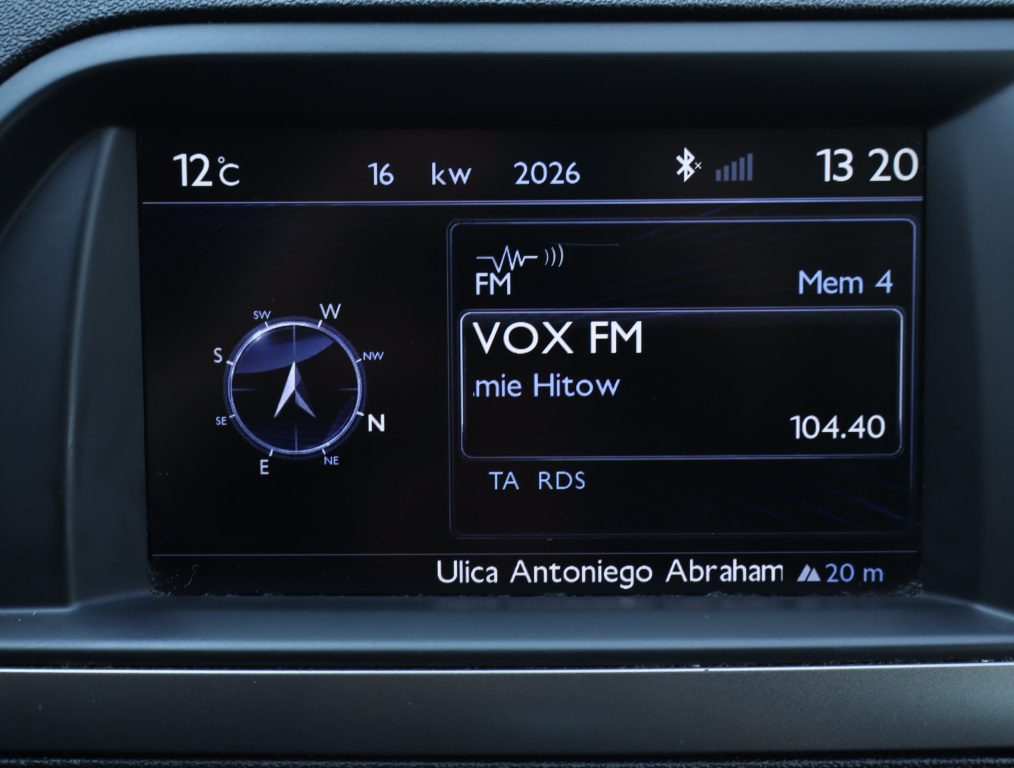 12°C 16 kw 2026 13 20
FM Mem 4
VOX FM
mie Hitow
104.40
TA RDS
SW W
S NW
SE N
E NE
Ulica Antoniego Abraham 20 m